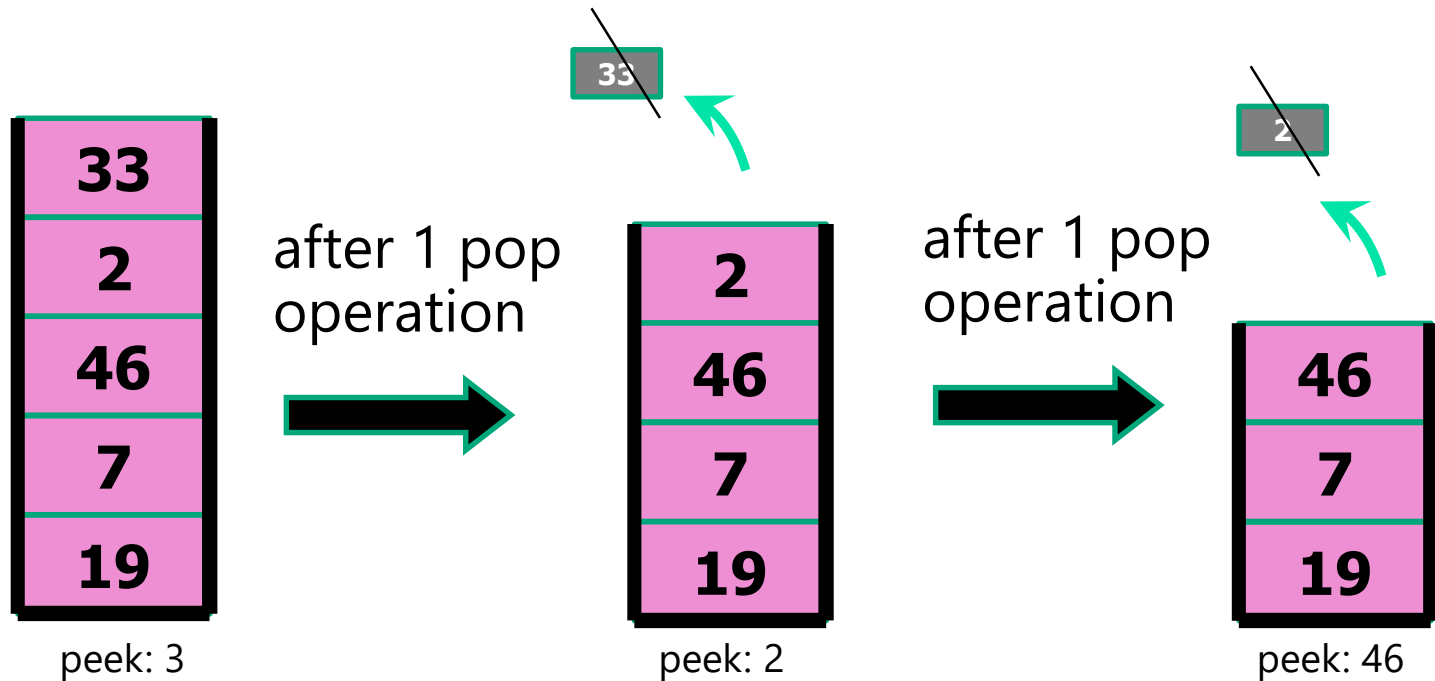 33
2
46
7
19
peek: 3
after 1 pop
operation
33
2
46
7
19
peek: 2
after 1 pop
operation
2
46
7
19
peek: 46